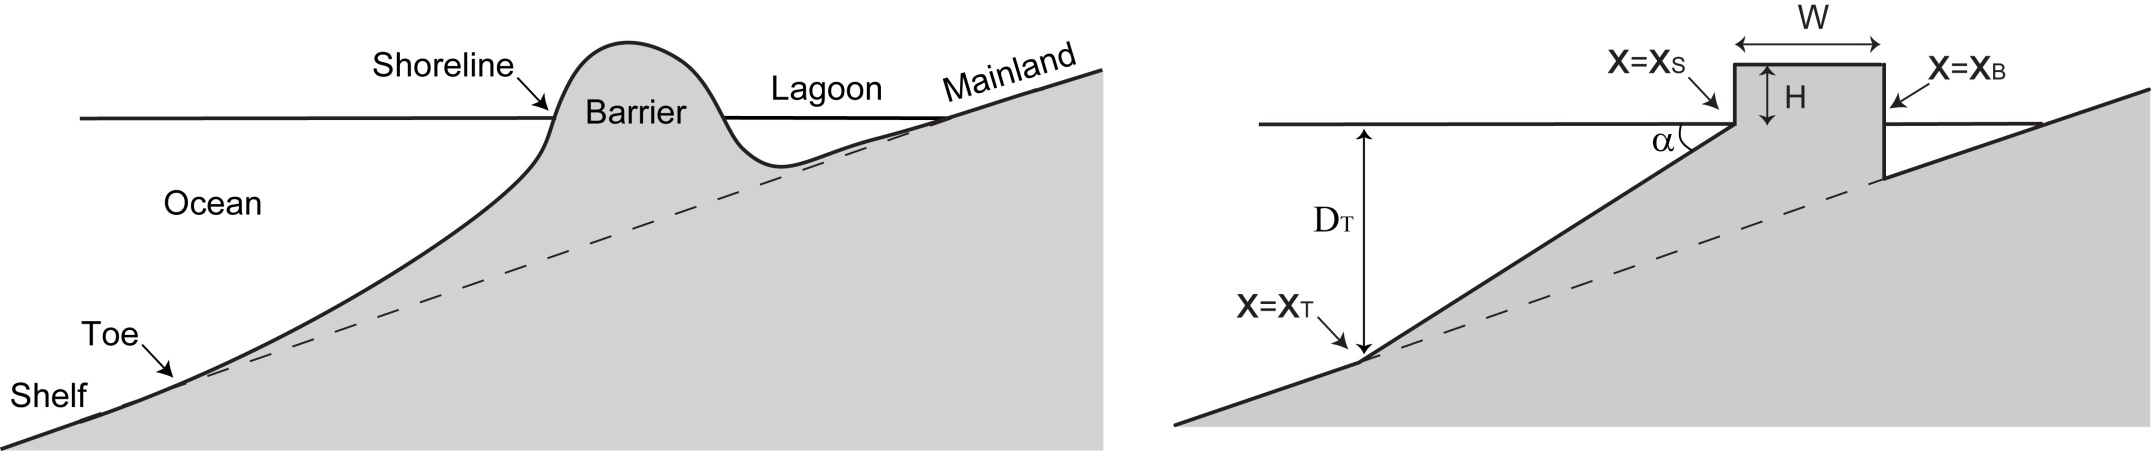 Shoreline
Barrier
Lagoon
Mainland
Ocean
Toe
Shelf
W
X=XS
X=XB
H
α
DT
X=XT